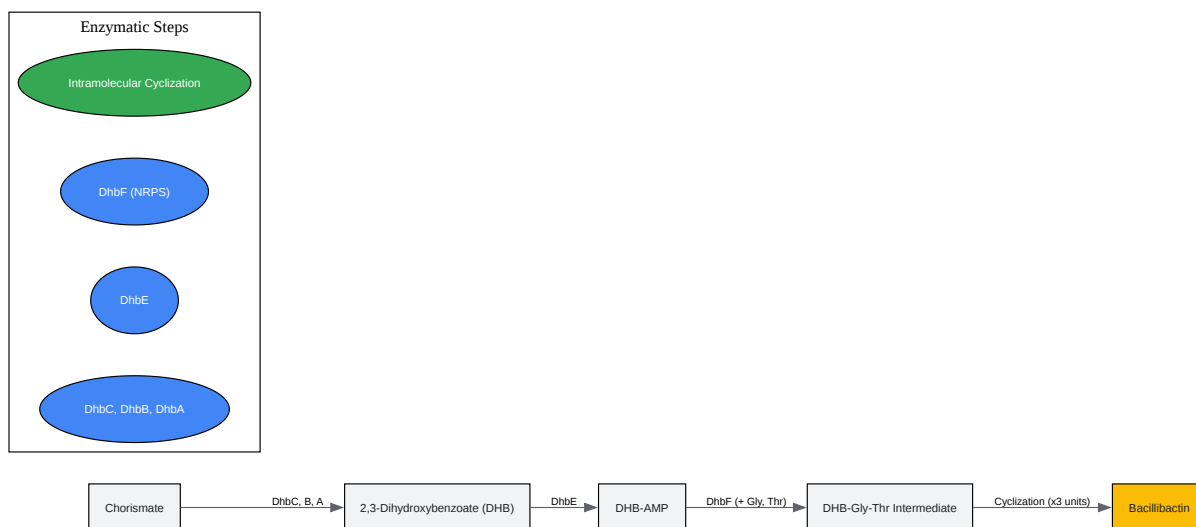 Enzymatic Steps
Intramolecular Cyclization
DhbF (NRPS)
DhbE
DhbC, DhbB, DhbA
Chorismate
DhbC, B, A
2,3-Dihydroxybenzoate (DHB)
DhbE
DHB-AMP
DhbF (+ Gly, Thr)
DHB-Gly-Thr Intermediate
Cyclization (x3 units)
Bacillibactin